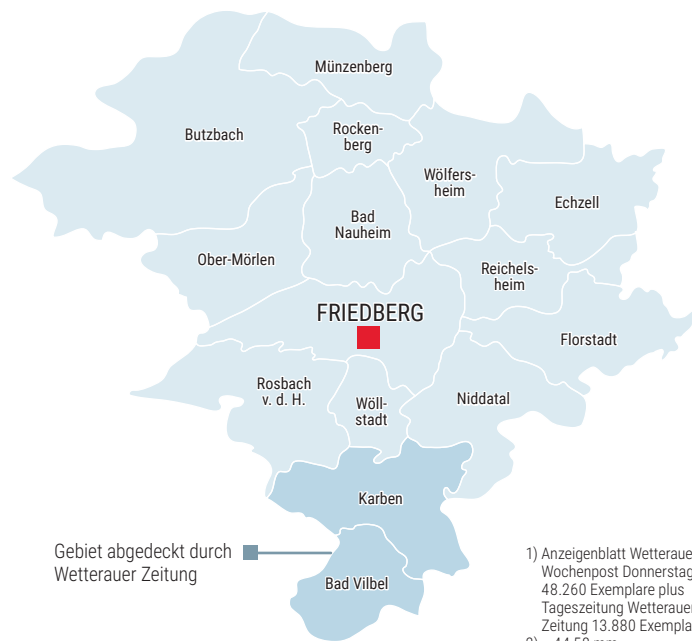 Münzenberg
Butzbach
Rocken-
berg
Wölfers-
heim
Echzell
Bad
Nauheim
Ober-Mörlen
Reichels-
heim
FRIEDBERG
Florstadt
Rosbach
v. d. H.
Wöll-
stadt
Niddatal
Karben
Gebiet abgedeckt durch
Wetterauer Zeitung
Bad Vilbel
1) Anzeigenblatt Wetteraue
Wochenpost Donnerstag
48.260 Exemplare plus
Tageszeitung Wetterauer
Zeitung 13.880 Exempla